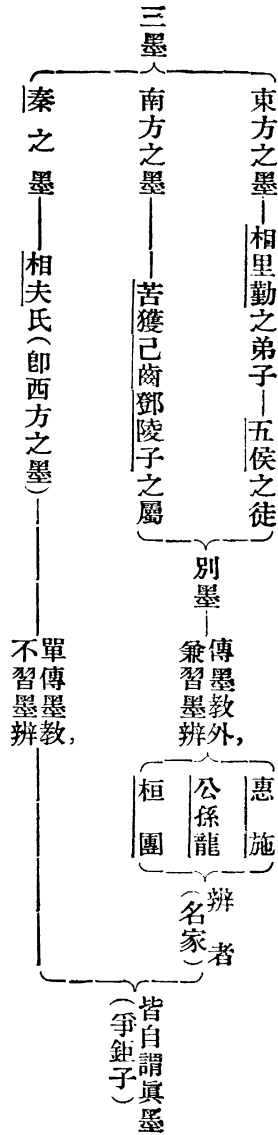 三墨
東方之墨
相里勤之弟子
五侯之徒
南方之墨
苦獲己齒鄧陵子之屬
別墨
傳墨教外，
兼習墨辨
惠施
公孫龍
桓團
辨者
（名家）
秦之墨
相夫氏（卽西方之墨）
單傳墨教，
不習墨辨
皆自謂眞墨
（爭鉅子）